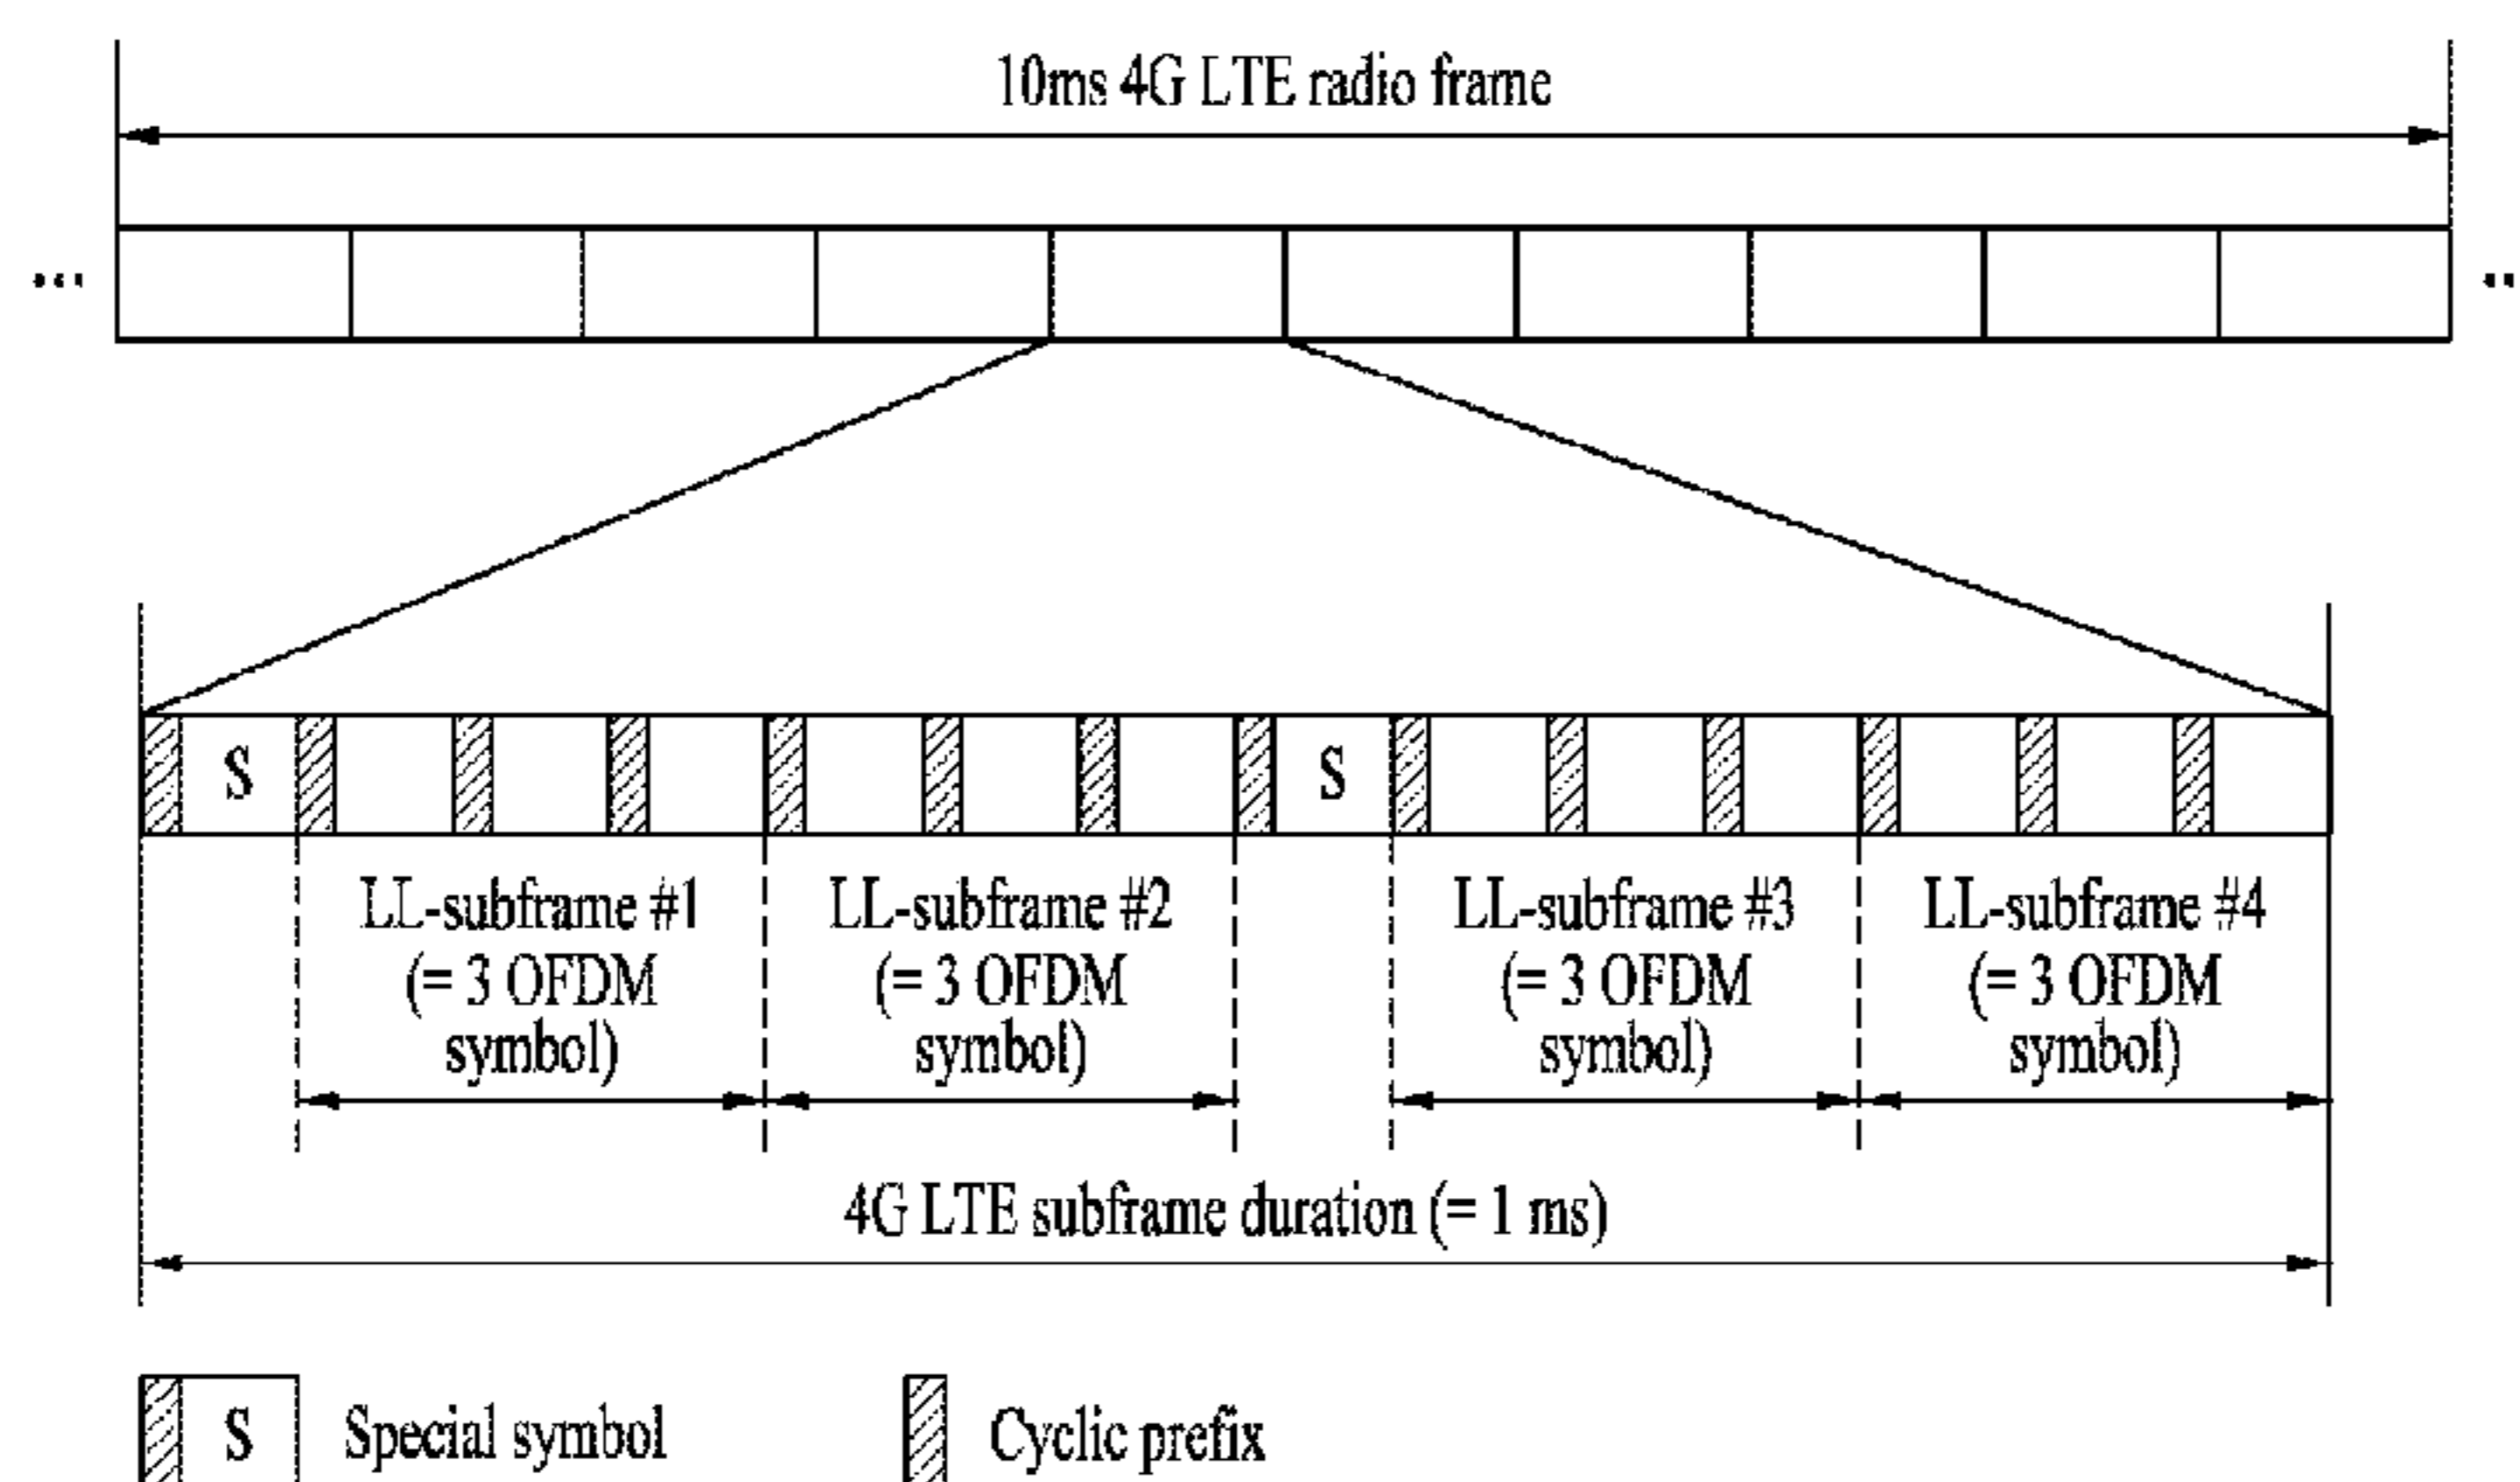 10ms 4G LTE radio frame
... ..
S S
LL-subframe #1 LL-subframe #2 LL-subframe #3 LL-subframe #4
(= 3 OFDM (= 3 OFDM (= 3 OFDM (= 3 OFDM
symbol) symbol) symbol) symbol)
4G LTE subframe duration (= 1 ms)
S Special symbol Cyclic prefix